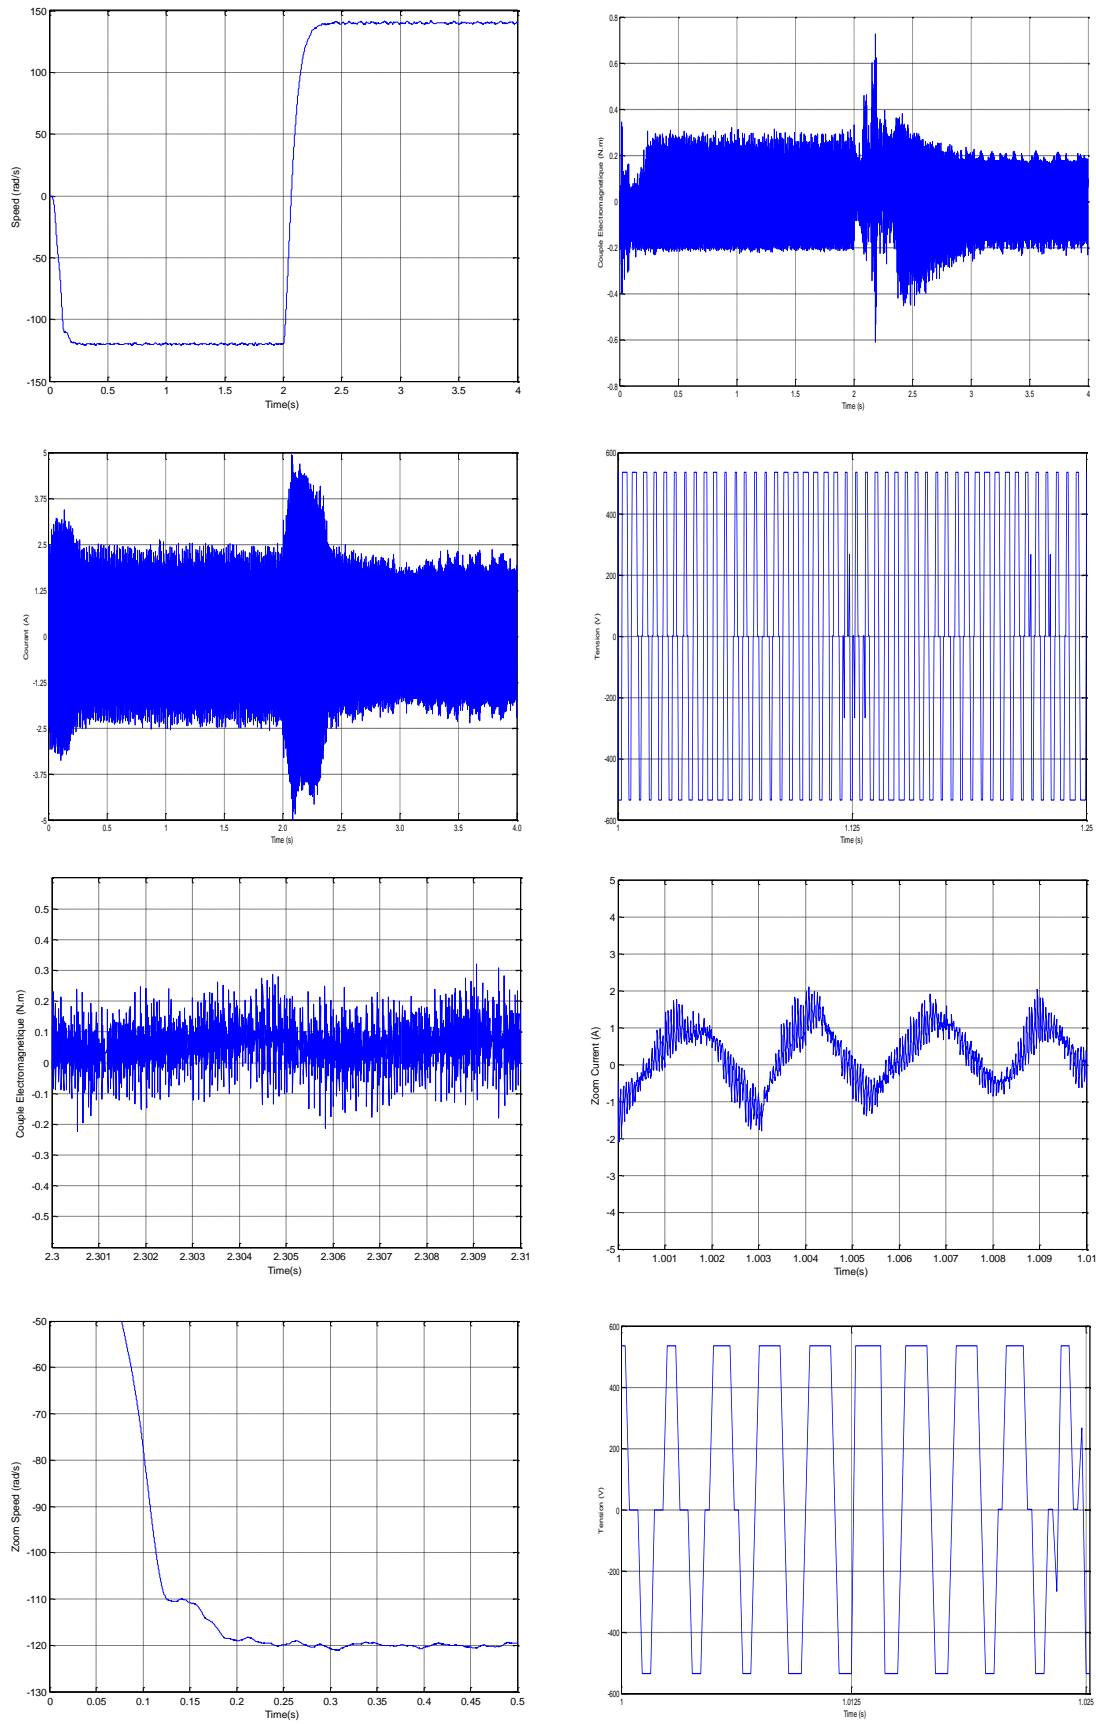 150
100
50
0
-50
-100
-150
Speed (rad/s)
0 0.5 1 1.5 2 2.5 3 3.5 4
Time(s)
0.8
0.6
0.4
0.2
0
-0.2
-0.4
-0.6
-0.8
Couple Electromagnetique (N.m)
0 0.5 1 1.5 2 2.5 3 3.5 4
Time (s)
5
3.75
2.5
1.25
0
-1.25
-2.5
-3.75
-5
Courant (A)
0 0.5 1.0 1.5 2.0 2.5 3.0 3.5 4.0
Time (s)
600
400
200
0
-200
-400
-600
Tension (V)
1 1.125 1.25
Time (s)
0.5
0.4
0.3
0.2
0.1
0
-0.1
-0.2
-0.3
-0.4
-0.5
Couple Electromagnetique (N.m)
2.3 2.301 2.302 2.303 2.304 2.305 2.306 2.307 2.308 2.309 2.31
Time(s)
5
4
3
2
1
0
-1
-2
-3
-4
-5
Zoom Current (A)
1 1.001 1.002 1.003 1.004 1.005 1.006 1.007 1.008 1.009 1.01
Time(s)
-50
-60
-70
-80
-90
-100
-110
-120
-130
Zoom Speed (rad/s)
0 0.05 0.1 0.15 0.2 0.25 0.3 0.35 0.4 0.45 0.5
Time(s)
600
400
200
0
-200
-400
-600
Tension (V)
1 1.0125 1.025
Time (s)